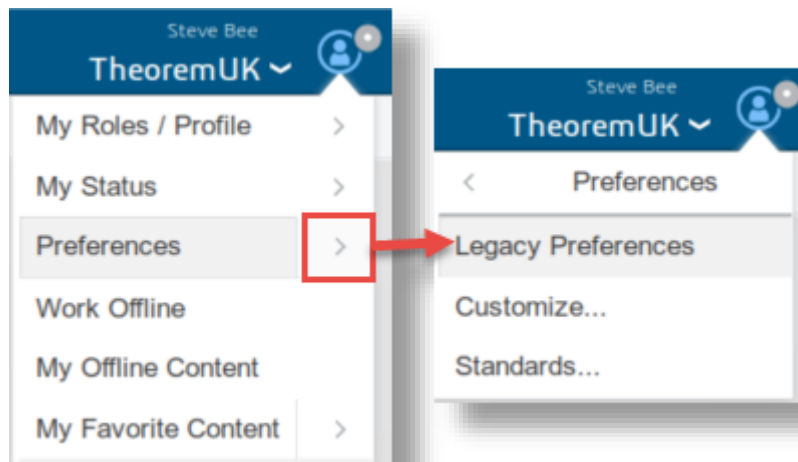 Steve Bee
TheoremUK
My Roles / Profile
My Status
Preferences
Work Offline
My Offline Content
My Favorite Content
Steve Bee
TheoremUK
Preferences
Legacy Preferences
Customize...
Standards...